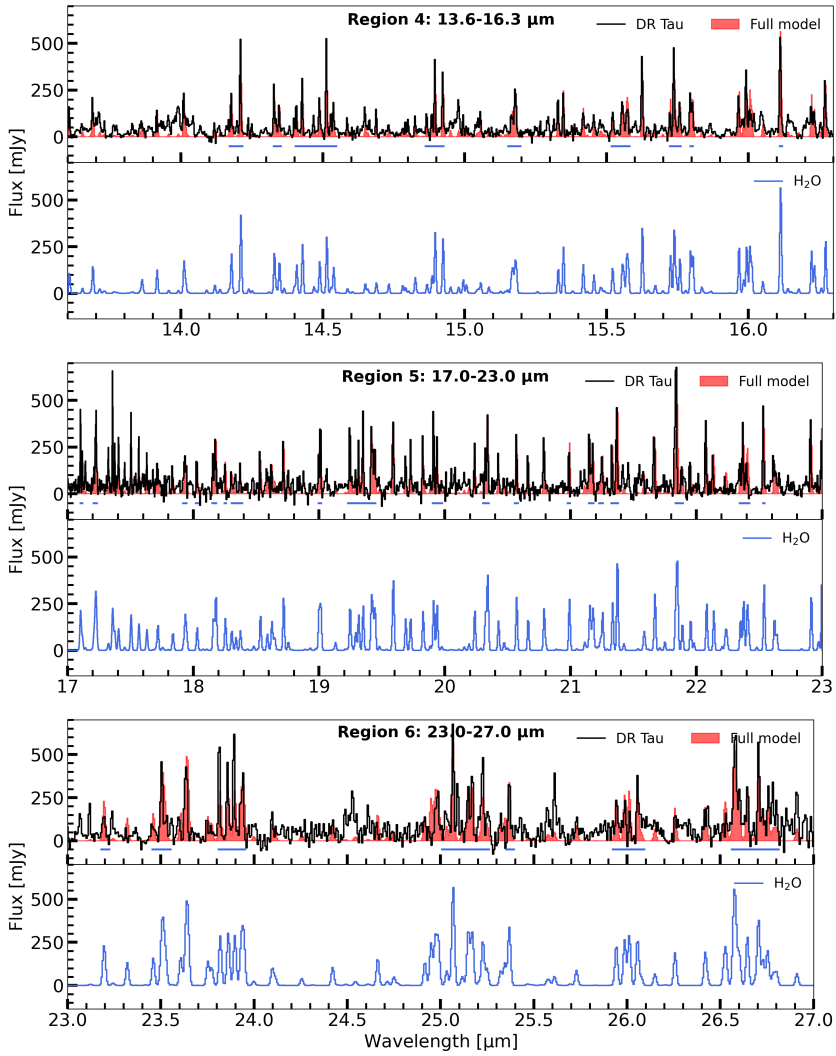 Region 4: 13.6-16.3 μm
DR Tau
Full model
500
250
0
Flux [mJy]
H₂O
500
250
0
14.0 14.5 15.0 15.5 16.0
Region 5: 17.0-23.0 μm
DR Tau
Full model
500
250
0
Flux [mJy]
H₂O
500
250
0
17 18 19 20 21 22 23
Region 6: 23.0-27.0 μm
DR Tau
Full model
500
250
0
Flux [mJy]
H₂O
500
250
0
23.0 23.5 24.0 24.5 25.0 25.5 26.0 26.5 27.0
Wavelength [μm]